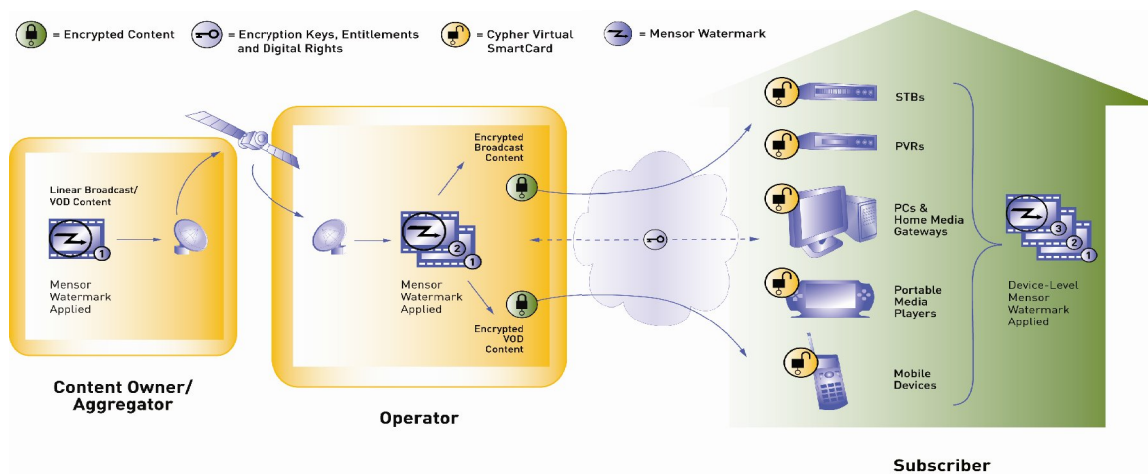 = Encrypted Content
= Encryption Keys, Entitlements
and Digital Rights
= Cypher Virtual
SmartCard
= Mensor Watermark
Linear Broadcast/
VOD Content
1
Mensor
Watermark
Applied
Content Owner/
Aggregator
Encrypted
Broadcast
Content
2
1
Mensor
Watermark
Applied
Encrypted
VOD
Content
Operator
STBs
PVRs
PCs &
Home Media
Gateways
Portable
Media
Players
Mobile
Devices
3
2
1
Device-Level
Mensor
Watermark
Applied
Subscriber